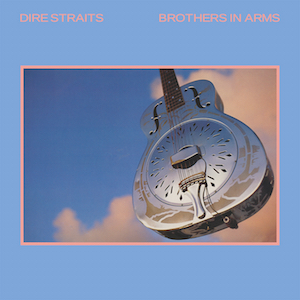 DIRE STRAITS BROTHERS IN ARMS